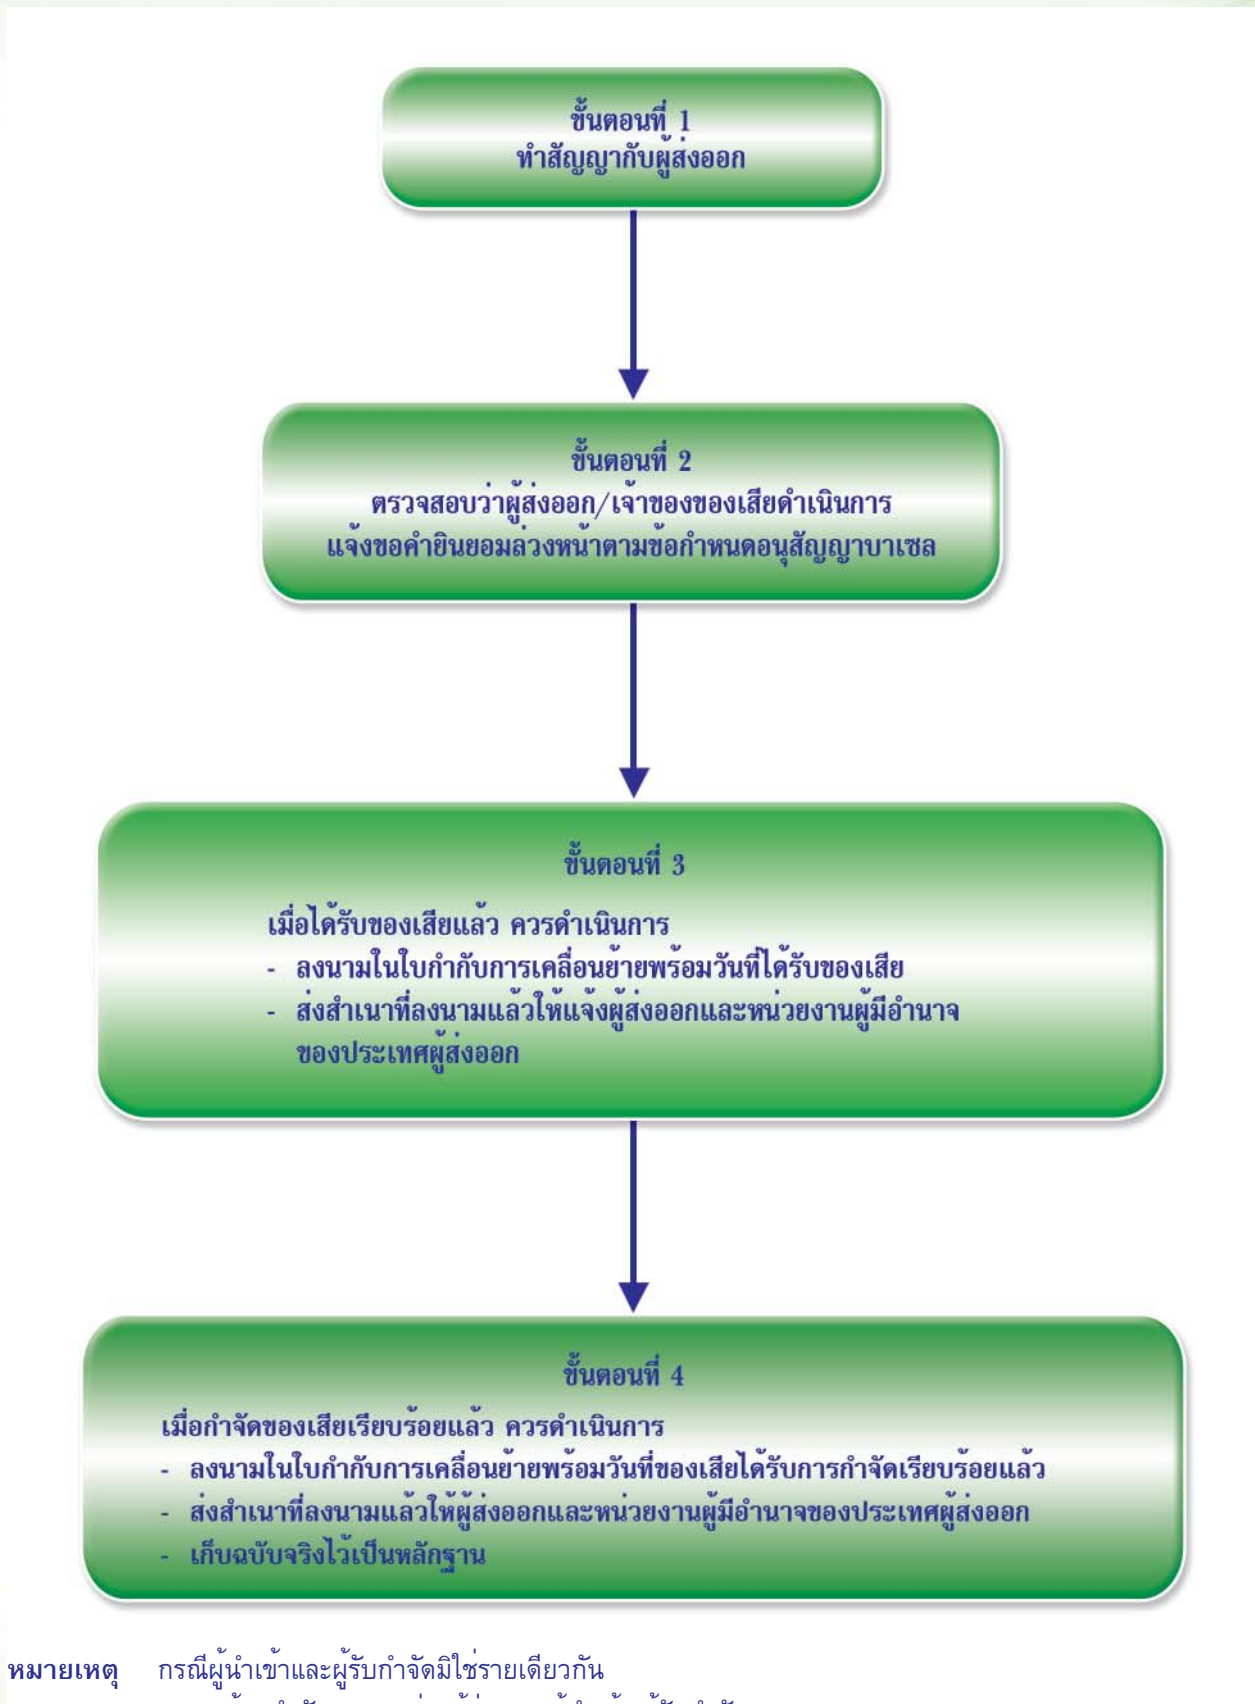 ขั้นตอนที่ 1
ทำสัญญากับผู้ส่งออก
ขั้นตอนที่ 2
ตรวจสอบว่าผู้ส่งออก/เจ้าของของเสียดำเนินการ
แจ้งขอคำยินยอมล่วงหน้าตามข้อกำหนดอนุสัญญาบาเซล
ขั้นตอนที่ 3
เมื่อได้รับของเสียแล้ว ควรดำเนินการ
- ลงนามในใบกำกับการเคลื่อนย้ายพร้อมวันที่ได้รับของเสีย
- ส่งสำเนาที่ลงนามแล้วให้แจ้งผู้ส่งออกและหน่วยงานผู้มีอำนาจ
ของประเทศผู้ส่งออก
ขั้นตอนที่ 4
เมื่อกำจัดของเสียเรียบร้อยแล้ว ควรดำเนินการ
- ลงนามในใบกำกับการเคลื่อนย้ายพร้อมวันที่ของเสียได้รับการกำจัดเรียบร้อยแล้ว
- ส่งสำเนาที่ลงนามแล้วให้ผู้ส่งออกและหน่วยงานผู้มีอำนาจของประเทศผู้ส่งออก
- เก็บฉบับจริงไว้เป็นหลักฐาน
หมายเหตุ กรณีผู้นำเข้าและผู้รับกำจัดมิใช่รายเดียวกัน